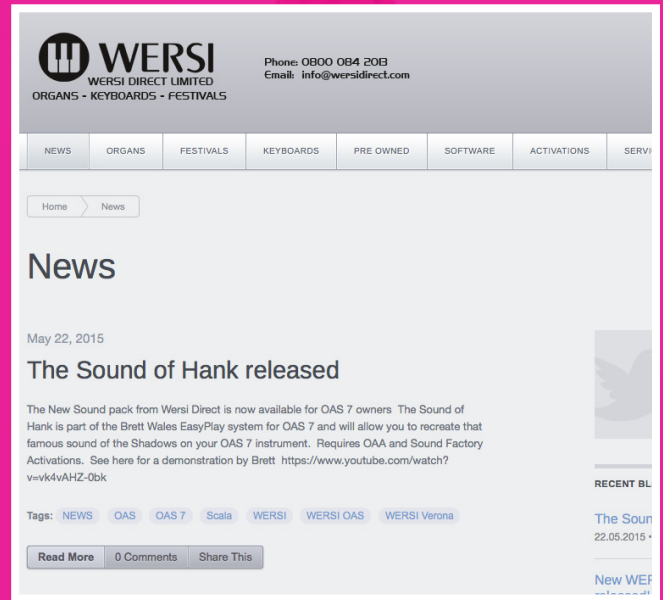 WERSI
WERSI DIRECT LIMITED
ORGANS - KEYBOARDS - FESTIVALS
Phone: 0800 084 2013
Email: info@wersidirect.com
NEWS ORGANS FESTIVALS KEYBOARDS PRE OWNED SOFTWARE ACTIVATIONS SERVI
Home News
News
May 22, 2015
The Sound of Hank released
The New Sound pack from Wersi Direct is now available for OAS 7 owners The Sound of
Hank is part of the Brett Wales EasyPlay system for OAS 7 and will allow you to recreate that
famous sound of the Shadows on your OAS 7 instrument. Requires OAA and Sound Factory
Activations. See here for a demonstration by Brett https://www.youtube.com/watch?
v=vk4vAHZ-0bk
Tags: NEWS OAS OAS 7 Scala WERSI WERSI OAS WERSI Verona
Read More 0 Comments Share This
RECENT BL
The Soun
22.05.2015 •
New WER